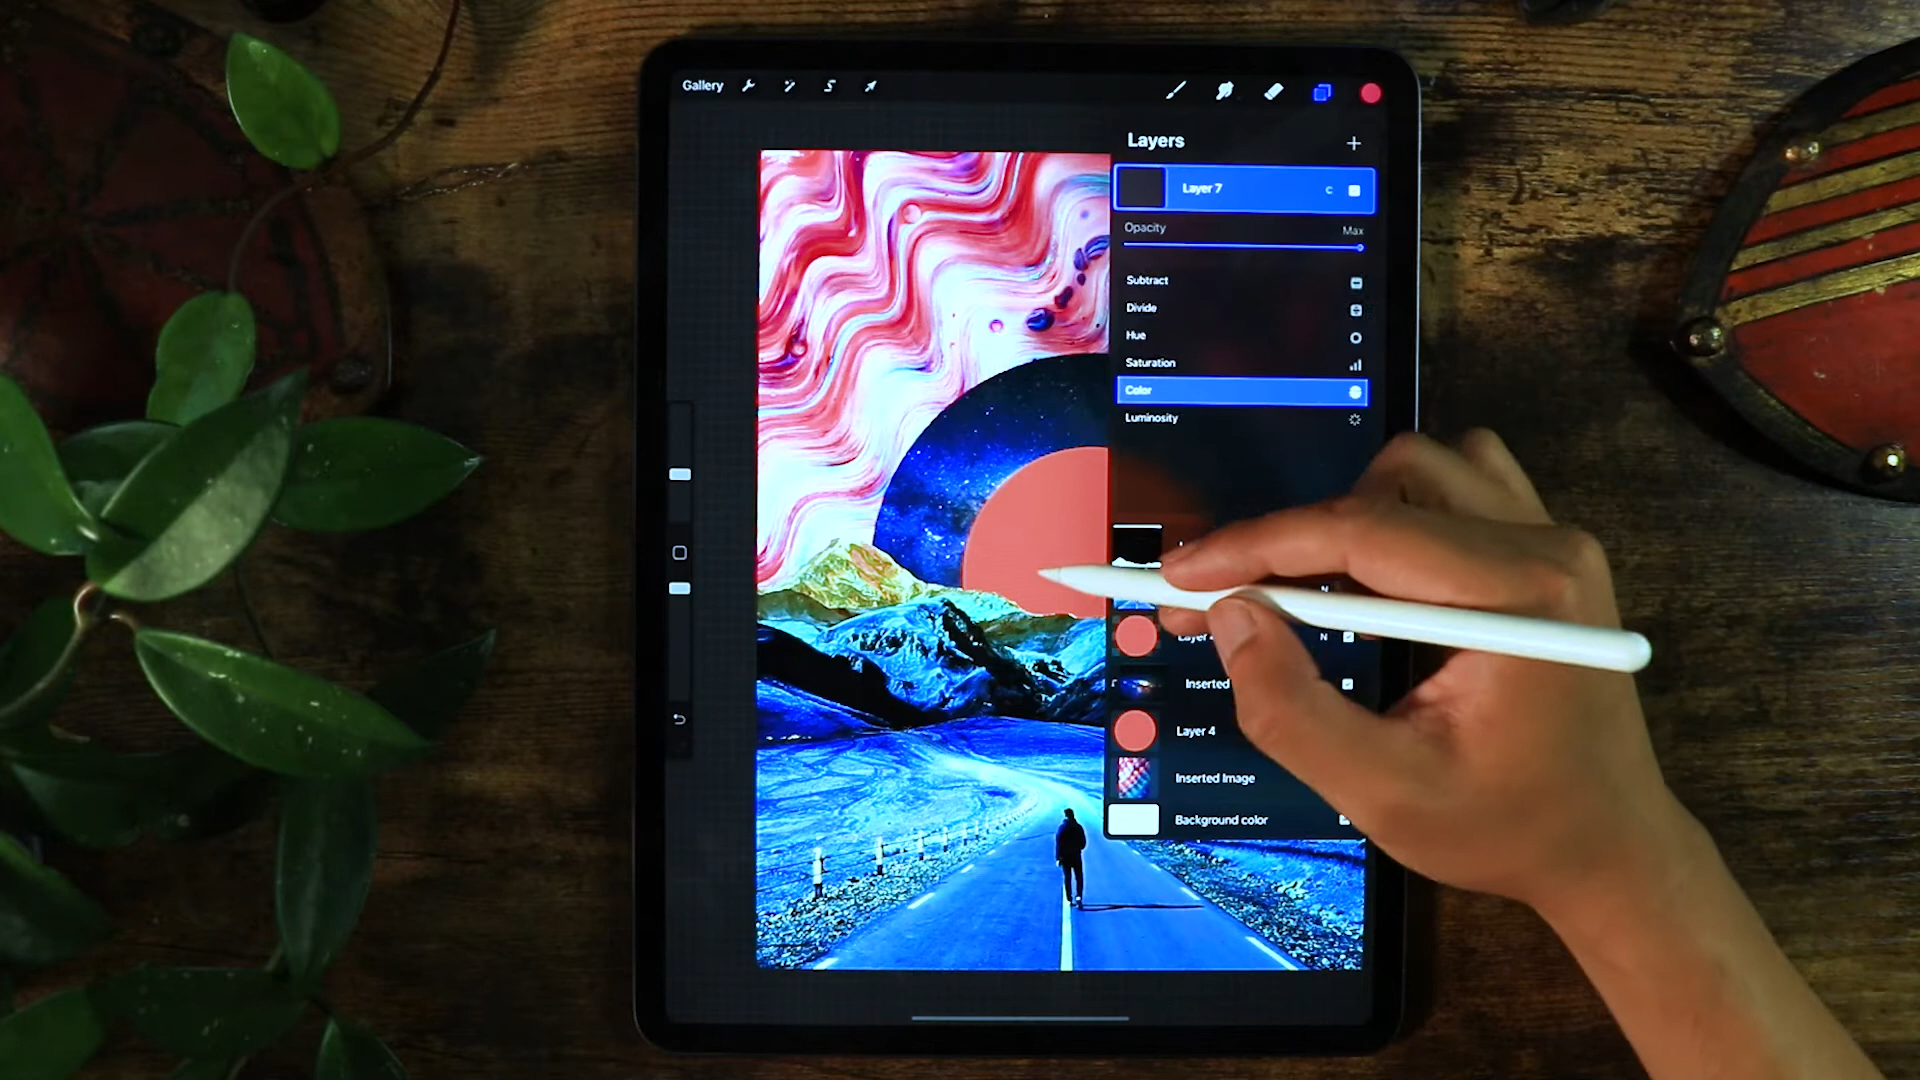 Gallery
Layers
Layer 7 C
Opacity Max
Subtract
Divide
Hue
Saturation
Color
Luminosity
N
Layer N
Inserted
Layer 4
Inserted Image
Background color